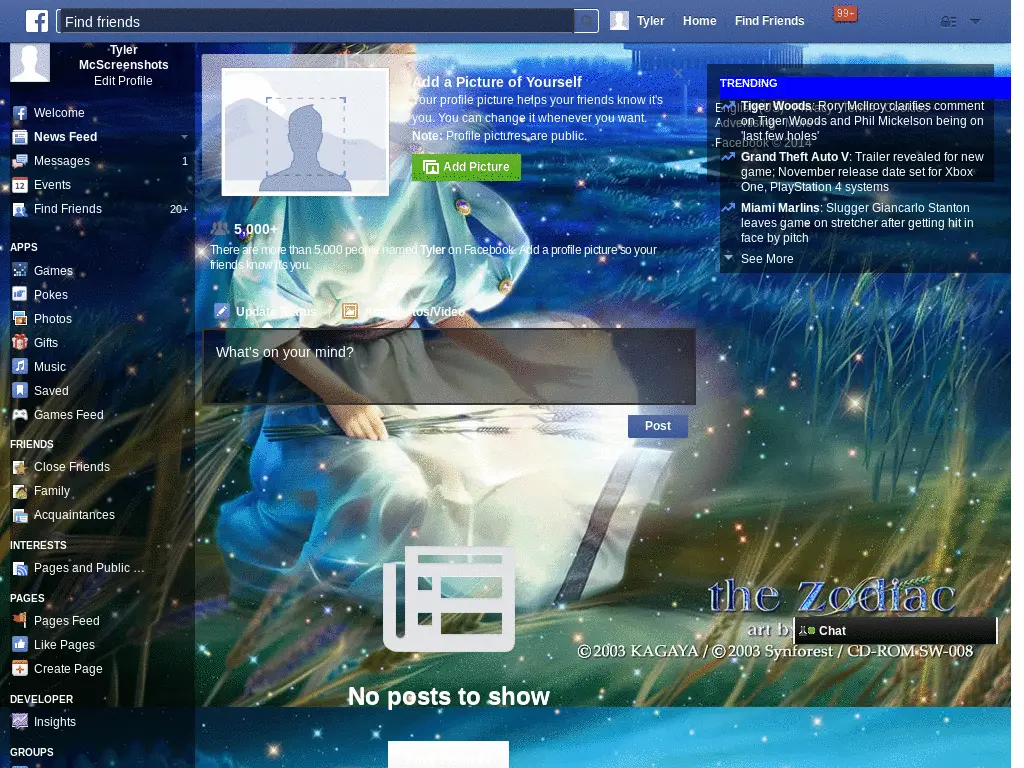 Find friends
Tyler
Home
Find Friends
99+
Tyler
McScreenshots
Edit Profile
Welcome
News Feed
Messages 1
Events
Find Friends 20+
APPS
Games
Pokes
Photos
Gifts
Music
Saved
Games Feed
FRIENDS
Close Friends
Family
Acquaintances
INTERESTS
Pages and Public ...
PAGES
Pages Feed
Like Pages
Create Page
DEVELOPER
Insights
GROUPS
Add a Picture of Yourself
Your profile picture helps your friends know it's
you. You can change it whenever you want.
Note: Profile pictures are public.
Add Picture
5,000+
There are more than 5,000 people named Tyler on Facebook. Add a profile picture so your
friends know it's you.
Update Status
Add Photos/Video
What's on your mind?
Post
No posts to show
TRENDING
Tiger Woods: Rory McIlroy clarifies comment
on Tiger Woods and Phil Mickelson being on
'last few holes'
Facebook © 2014
Grand Theft Auto V: Trailer revealed for new
game; November release date set for Xbox
One, PlayStation 4 systems
Miami Marlins: Slugger Giancarlo Stanton
leaves game on stretcher after getting hit in
face by pitch
See More
the Zodiac
art b
Chat
©2003 KAGAYA / ©2003 Synforest / CD-ROM SW-008